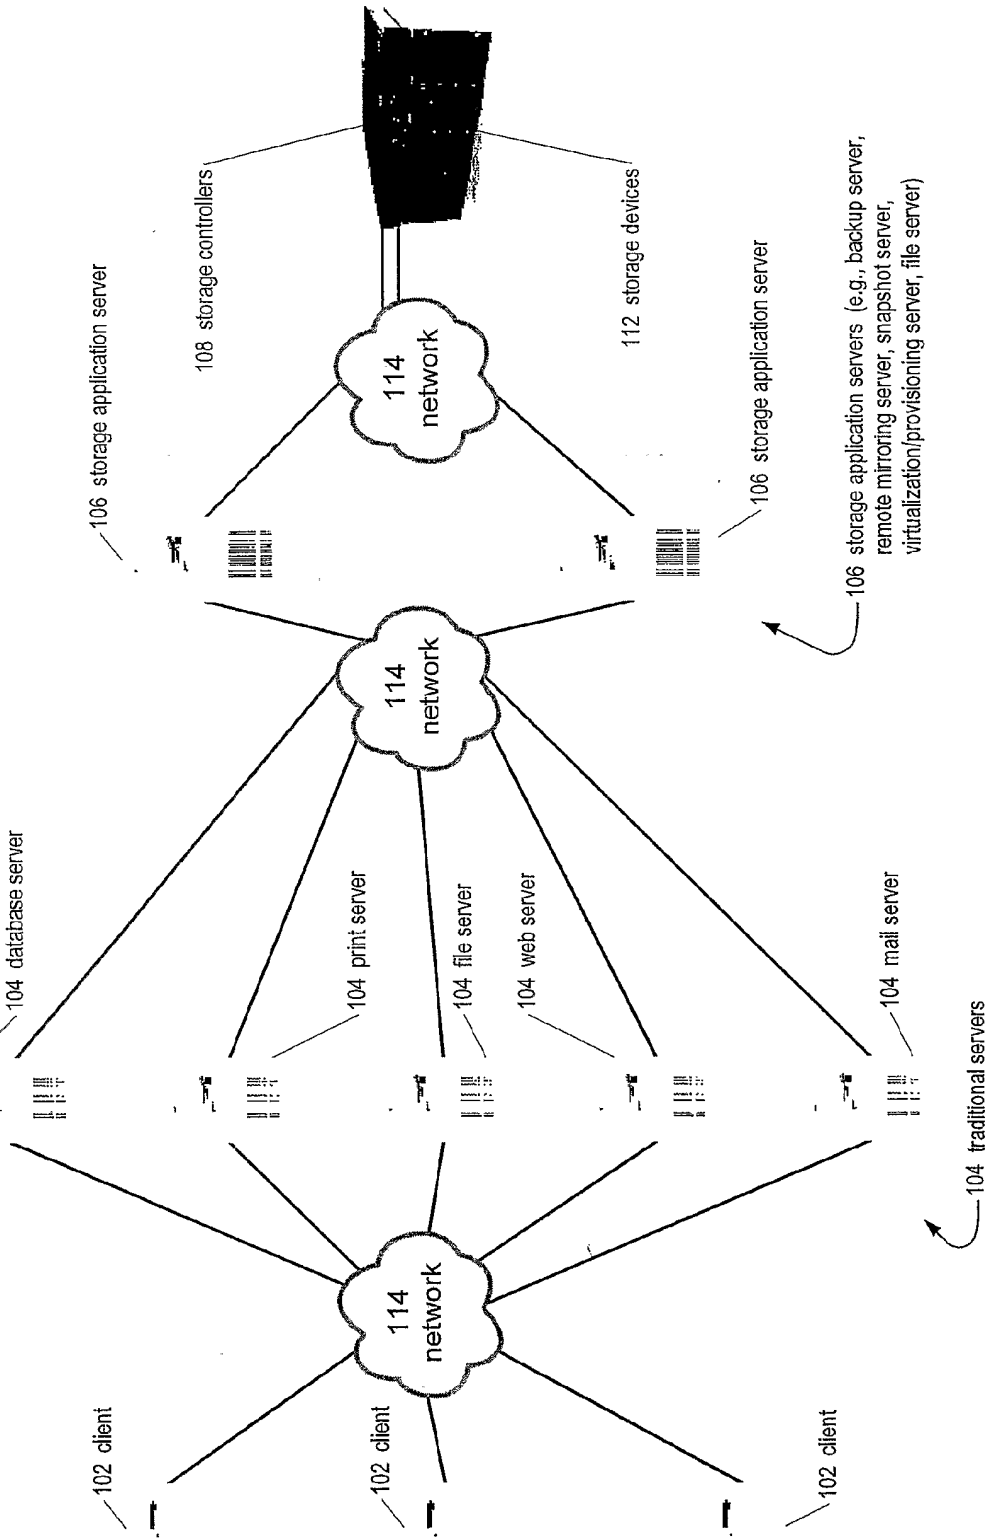 102 client
102 client
102 client
114
network
104 database server
104 print server
104 file server
104 web server
104 mail server
104 traditional servers
114
network
106 storage application server
106 storage application server
106 storage application servers (e.g., backup server,
remote mirroring server, snapshot server,
virtualization/provisioning server, file server)
114
network
108 storage controllers
112 storage devices